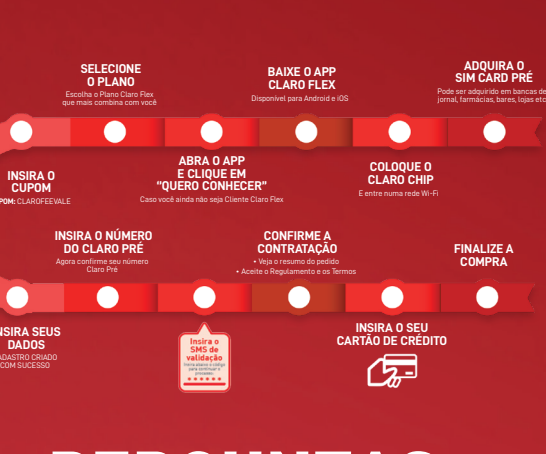 SELECIONE
O PLANO
Escolha o Plano Claro Flex
que mais combina com você
BAIXE O APP
CLARO FLEX
Disponível para Android e iOS
ADQUIRA O
SIM CARD PRÉ
Pode ser adquirido em bancas de
jornal, farmácias, bares, lojas etc
INSIRA O
CUPOM
POM: CLAROFEEVALE
ABRA O APP
E CLIQUE EM
"QUERO CONHECER"
Caso você ainda não seja Cliente Claro Flex
COLOQUE O
CLARO CHIP
E entre numa rede Wi-Fi
INSIRA O NÚMERO
DO CLARO PRÉ
Agora confirme seu número
Claro Pré
CONFIRME A
CONTRATAÇÃO
• Veja o resumo do pedido
• Aceite o Regulamento e os Termos
FINALIZE A
COMPRA
NSIRA SEUS
DADOS
ADASTRO CRIADO
COM SUCESSO
Insira o
SMS de
validação
INSIRA O SEU
CARTÃO DE CRÉDITO